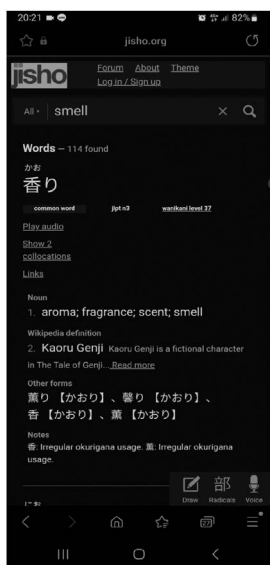 20:21
82%
jisho.org
jisho
Forum About Theme
Log in / Sign up
All smell
Words — 114 found
かお
香り
common word jlpt n3 wanikani level 37
Play audio
Show 2
collocations
Links
Noun
1. aroma; fragrance; scent; smell
Wikipedia definition
2. Kaoru Genji Kaoru Genji is a fictional character
in The Tale of Genji... Read more
Other forms
薫り 【かおり】、馨り 【かおり】、
香 【かおり】、薫 【かおり】
Notes
香: Irregular okurigana usage. 薫: Irregular okurigana
usage.
部
Draw Radicals Voice
にお
27